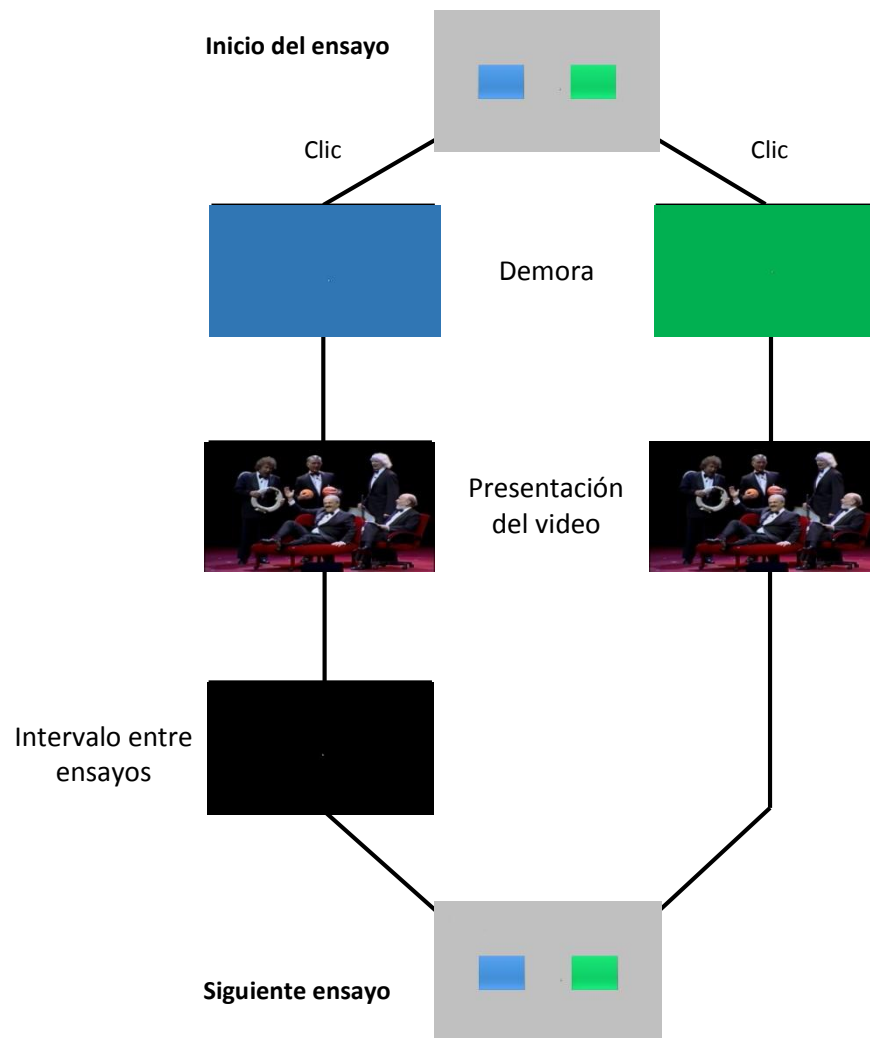 Inicio del ensayo
Clic
Clic
Demora
Presentación
del video
Intervalo entre
ensayos
Siguiente ensayo